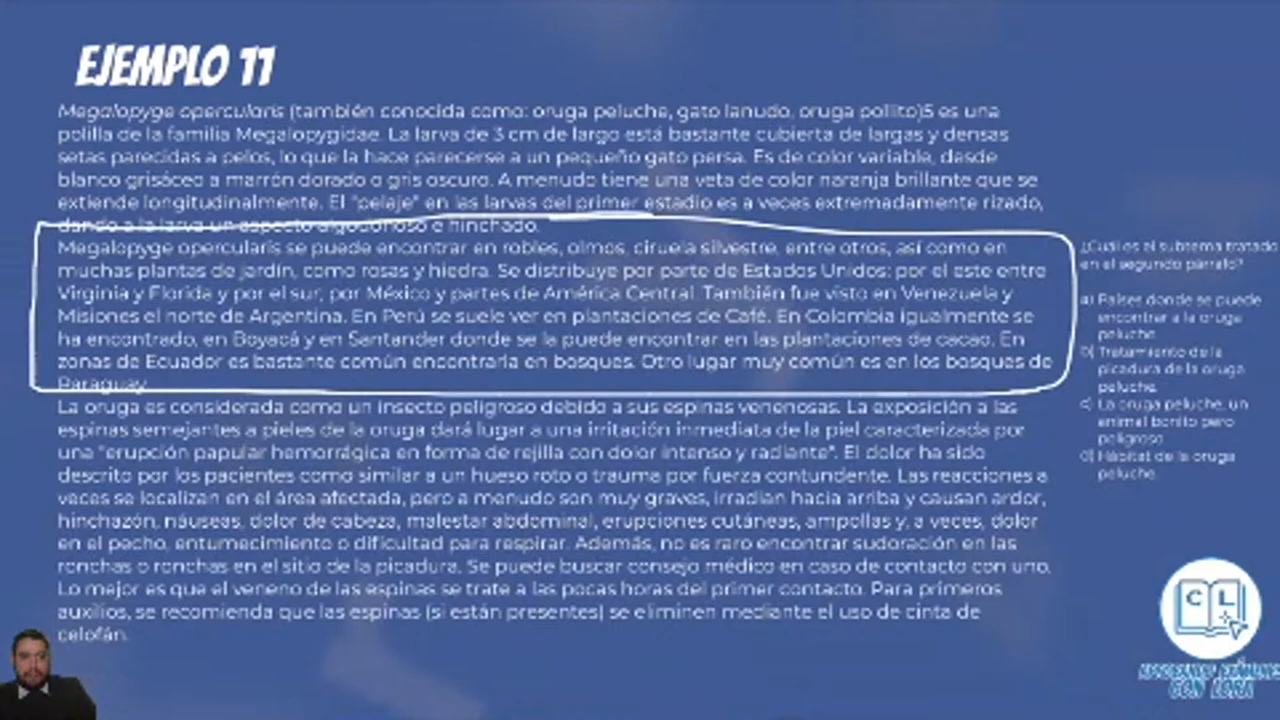 EJEMPLO 11
Megalopyge opercularis (también conocida como: oruga peluche, gato lanudo, oruga pollito)5 es una
polilla de la familia Megalopygidae. La larva de 3 cm de largo está bastante cubierta de largas y densas
setas parecidas a pelos, lo que la hace parecerse a un pequeño gato persa. Es de color variable, desde
blanco grisáceo a marrón dorado o gris oscuro. A menudo tiene una veta de color naranja brillante que se
extiende longitudinalmente. El "pelaje" en las larvas del primer estadio es a veces extremadamente rizado,
dando a la larva un aspecto algodonoso e hinchado.
Megalopyge opercularis se puede encontrar en robles, olmos, ciruela silvestre, entre otros, así como en
muchas plantas de jardín, como rosas y hiedra. Se distribuye por parte de Estados Unidos: por el este entre
Virginia y Florida y por el sur, por México y partes de América Central. También fue visto en Venezuela y
Misiones el norte de Argentina. En Perú se suele ver en plantaciones de Café. En Colombia igualmente se
ha encontrado, en Boyacá y en Santander donde se la puede encontrar en las plantaciones de cacao. En
zonas de Ecuador es bastante común encontrarla en bosques. Otro lugar muy común es en los bosques de
Paraguay.
La oruga es considerada como un insecto peligroso debido a sus espinas venenosas. La exposición a las
espinas semejantes a pieles de la oruga dará lugar a una irritación inmediata de la piel caracterizada por
una "erupción papular hemorrágica en forma de rejilla con dolor intenso y radiante". El dolor ha sido
descrito por los pacientes como similar a un hueso roto o trauma por fuerza contundente. Las reacciones a
veces se localizan en el área afectada, pero a menudo son muy graves, irradian hacia arriba y causan ardor,
hinchazón, náuseas, dolor de cabeza, malestar abdominal, erupciones cutáneas, ampollas y, a veces, dolor
en el pecho, entumecimiento o dificultad para respirar. Además, no es raro encontrar sudoración en las
ronchas o ronchas en el sitio de la picadura. Se puede buscar consejo médico en caso de contacto con uno.
Lo mejor es que el veneno de las espinas se trate a las pocas horas del primer contacto. Para primeros
auxilios, se recomienda que las espinas (si están presentes) se eliminen mediante el uso de cinta de
celofán.
¿Cuál es el subtema tratado
en el segundo párrafo?
a) Países donde se puede
encontrar a la oruga
peluche.
b) Tratamiento de la
picadura de la oruga
peluche.
c) La oruga peluche, un
animal bonito pero
peligroso
d) Hábitat de la oruga
peluche.
C L
CON LORA